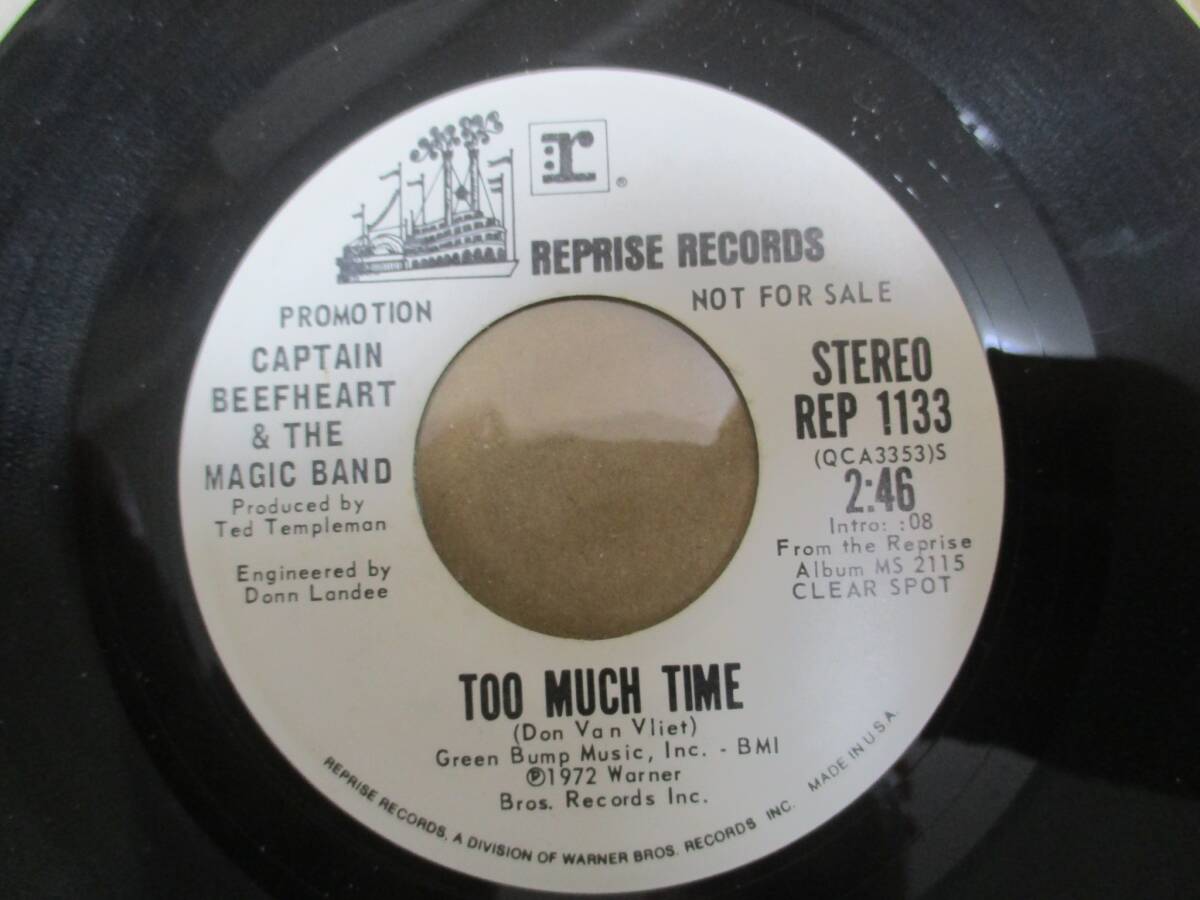 r
®
REPRISE RECORDS
PROMOTION
NOT FOR SALE
CAPTAIN
BEEFHEART
& THE
MAGIC BAND
Produced by
Ted Templeman
Engineered by
Donn Landee
STEREO
REP 1133
(QCA3353)S
2:46
Intro: :08
From the Reprise
Album MS 2115
CLEAR SPOT
TOO MUCH TIME
(Don Van Vliet)
Green Bump Music, Inc. - BMI
℗1972 Warner
Bros. Records Inc.
REPRISE RECORDS, A DIVISION OF WARNER BROS. RECORDS INC. MADE IN U.S.A.